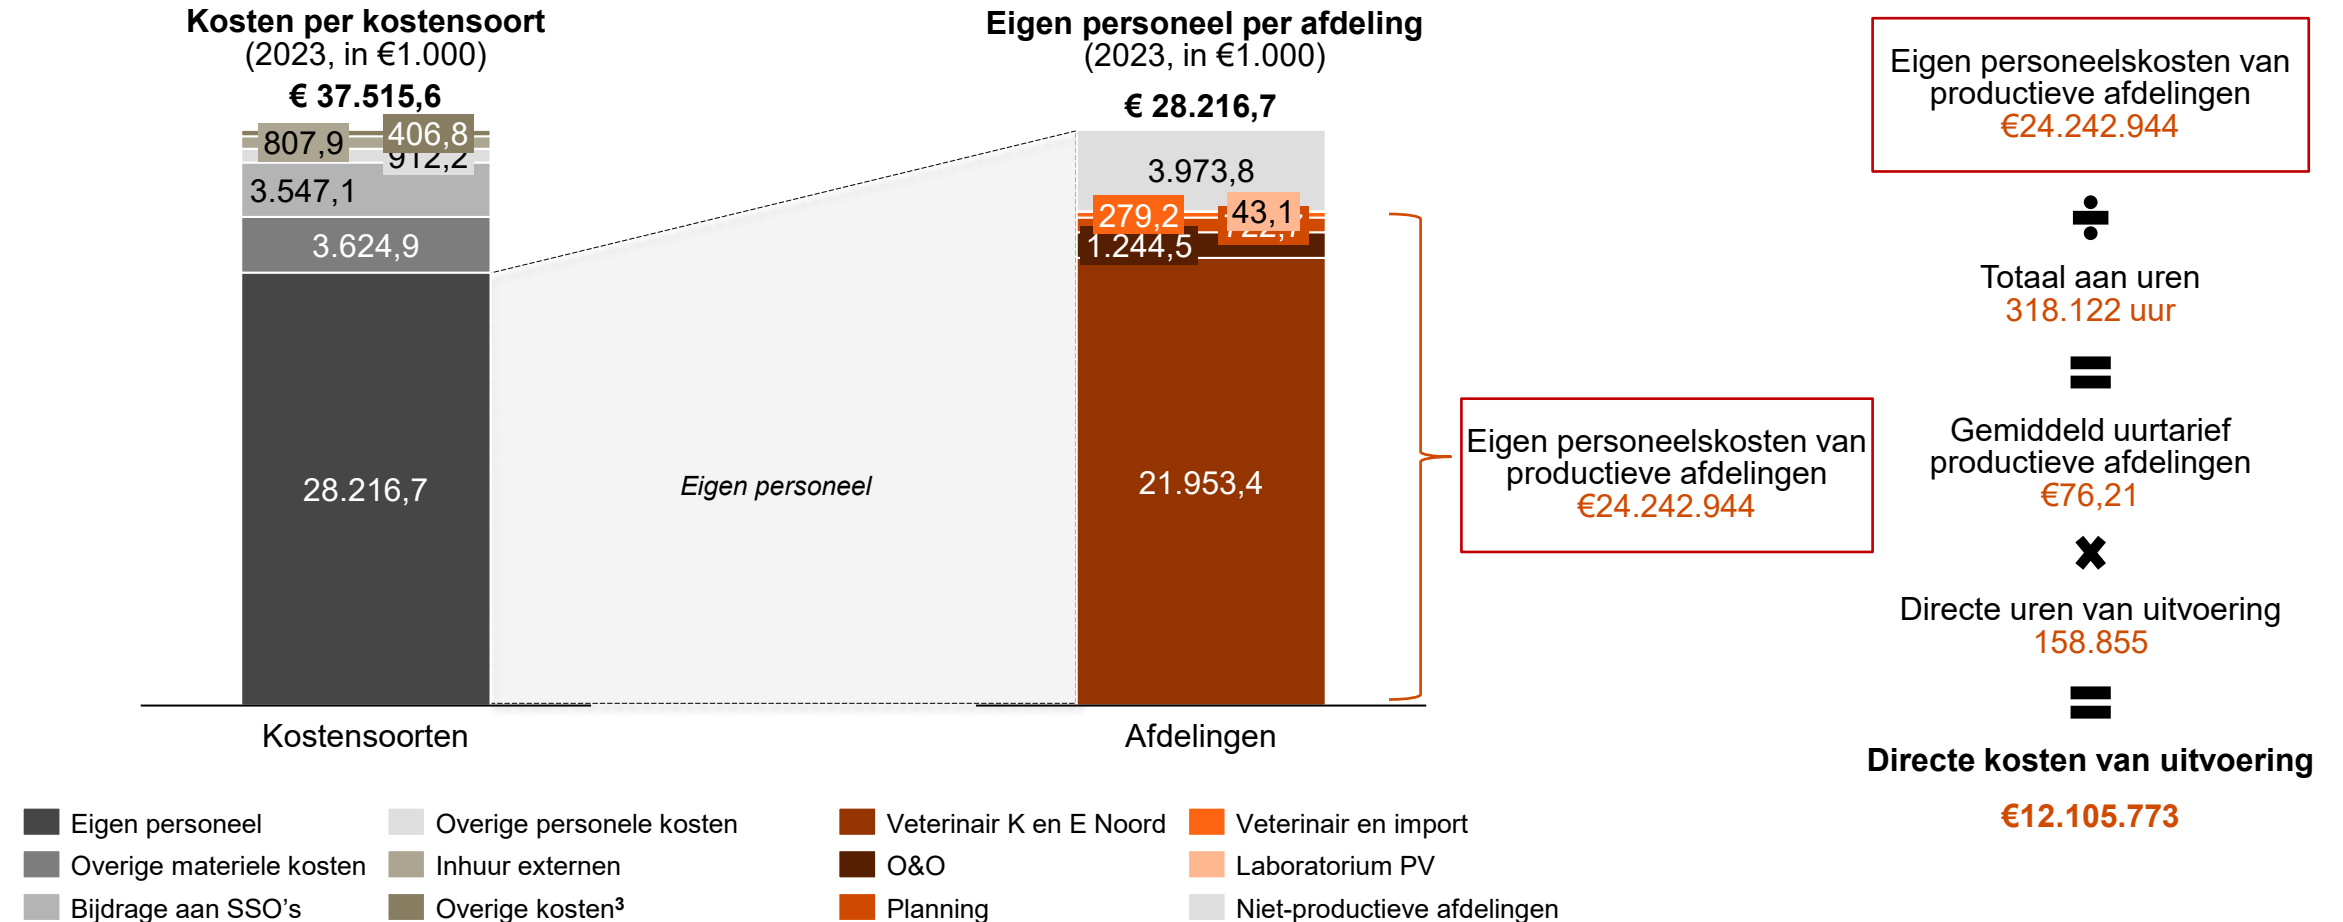 Kosten per kostensoort
(2023, in €1.000)
€ 37.515,6
406,8
807,9
912,2
3.547,1
3.624,9
28.216,7
Kostensoorten
Eigen personeel
Eigen personeel per afdeling
(2023, in €1.000)
€ 28.216,7
3.973,8
43,1
279,2
722,7
1.244,5
21.953,4
Afdelingen
Eigen personeelskosten van
productieve afdelingen
€24.242.944
Eigen personeelskosten van
productieve afdelingen
€24.242.944
÷
Totaal aan uren
318.122 uur
=
Gemiddeld uurtarief
productieve afdelingen
€76,21
×
Directe uren van uitvoering
158.855
=
Directe kosten van uitvoering
€12.105.773
Eigen personeel
Overige materiele kosten
Bijdrage aan SSO’s
Overige personele kosten
Inhuur externen
Overige kosten³
Veterinair K en E Noord
O&O
Planning
Veterinair en import
Laboratorium PV
Niet-productieve afdelingen